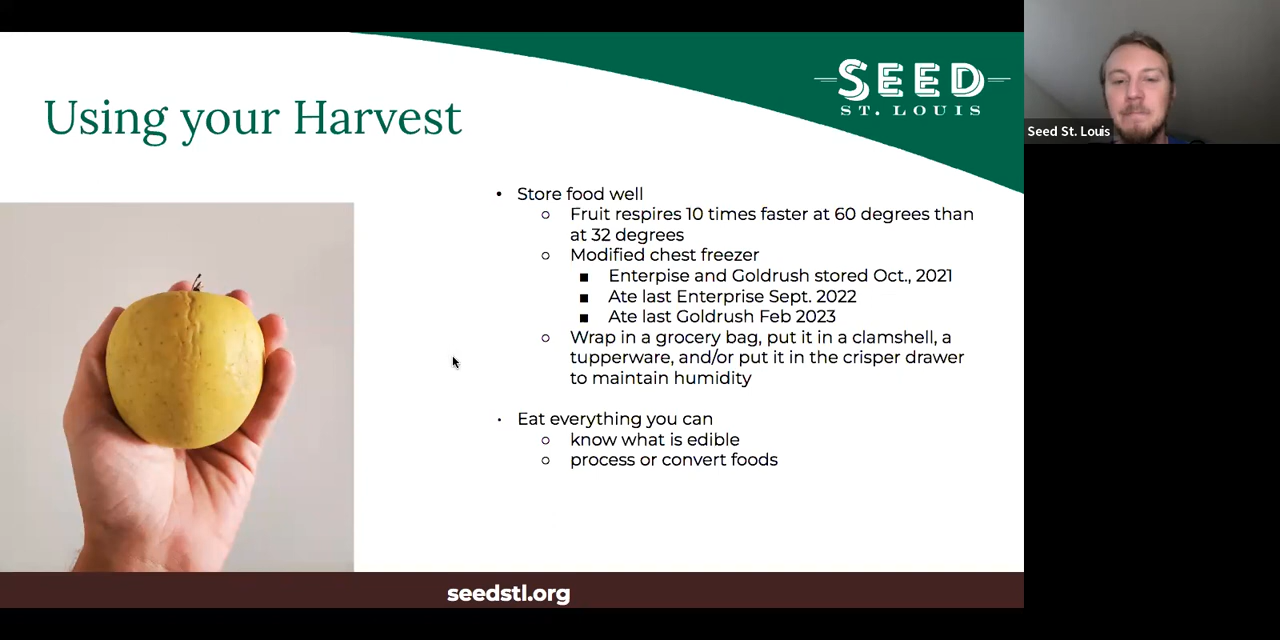 Using your Harvest
SEED
ST. LOUIS
Seed St. Louis
• Store food well
○ Fruit respires 10 times faster at 60 degrees than
at 32 degrees
○ Modified chest freezer
■ Enterpise and Goldrush stored Oct., 2021
■ Ate last Enterprise Sept. 2022
■ Ate last Goldrush Feb 2023
○ Wrap in a grocery bag, put it in a clamshell, a
tupperware, and/or put it in the crisper drawer
to maintain humidity
• Eat everything you can
○ know what is edible
○ process or convert foods
seedstl.org